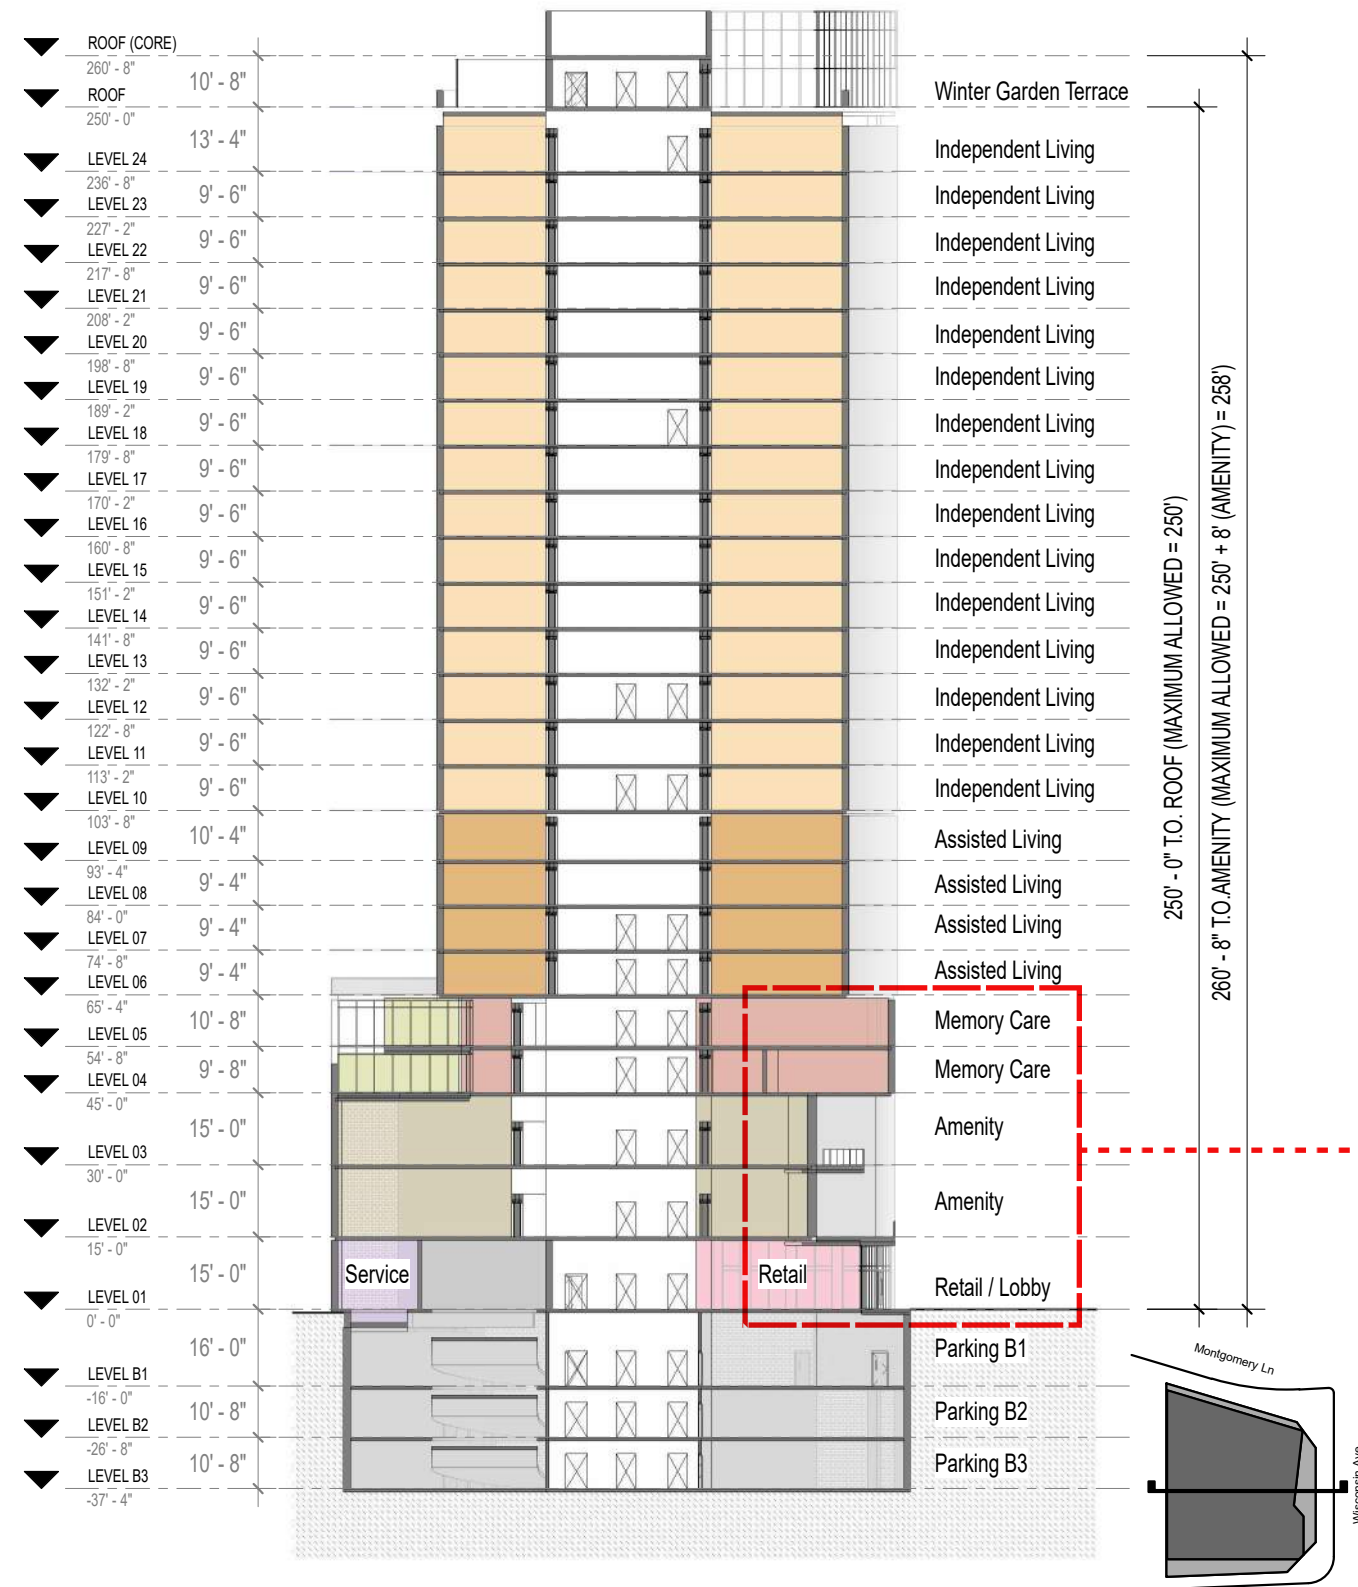 ROOF (CORE)
260' - 8"
10' - 8"
ROOF
Winter Garden Terrace
250' - 0"
13' - 4"
LEVEL 24
Independent Living
236' - 8"
9' - 6"
LEVEL 23
Independent Living
227' - 2"
9' - 6"
LEVEL 22
Independent Living
217' - 8"
9' - 6"
LEVEL 21
Independent Living
208' - 2"
9' - 6"
LEVEL 20
Independent Living
198' - 8"
9' - 6"
LEVEL 19
Independent Living
189' - 2"
9' - 6"
LEVEL 18
Independent Living
179' - 8"
9' - 6"
LEVEL 17
Independent Living
170' - 2"
9' - 6"
LEVEL 16
Independent Living
160' - 8"
9' - 6"
LEVEL 15
Independent Living
151' - 2"
9' - 6"
LEVEL 14
Independent Living
141' - 8"
9' - 6"
LEVEL 13
Independent Living
132' - 2"
9' - 6"
LEVEL 12
Independent Living
122' - 8"
9' - 6"
LEVEL 11
Independent Living
113' - 2"
9' - 6"
LEVEL 10
Independent Living
103' - 8"
10' - 4"
LEVEL 09
Assisted Living
93' - 4"
9' - 4"
LEVEL 08
Assisted Living
84' - 0"
9' - 4"
LEVEL 07
Assisted Living
74' - 8"
9' - 4"
LEVEL 06
Assisted Living
65' - 4"
10' - 8"
LEVEL 05
Memory Care
54' - 8"
9' - 8"
LEVEL 04
Memory Care
45' - 0"
15' - 0"
LEVEL 03
Amenity
30' - 0"
15' - 0"
LEVEL 02
Amenity
15' - 0"
15' - 0"
Service
Retail
LEVEL 01
Retail / Lobby
0' - 0"
16' - 0"
LEVEL B1
Parking B1
-16' - 0"
10' - 8"
LEVEL B2
Parking B2
-26' - 8"
10' - 8"
LEVEL B3
Parking B3
-37' - 4"
250' - 0" T.O. ROOF (MAXIMUM ALLOWED = 250')
260' - 8" T.O.AMENITY (MAXIMUM ALLOWED = 250' + 8' (AMENITY) = 258')
Montgomery Ln
Wisconsin Ave